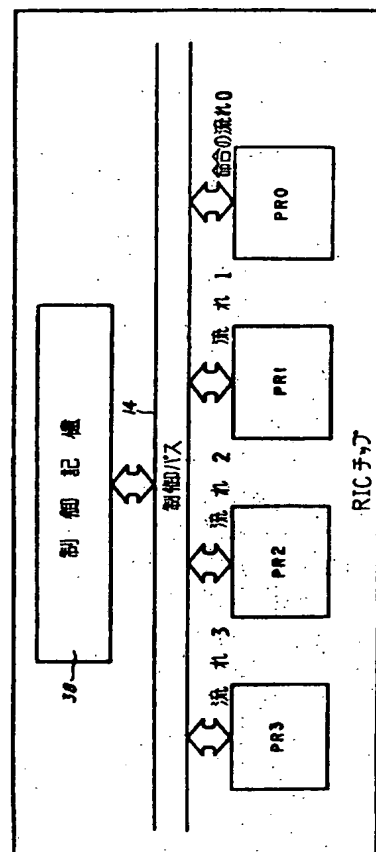 制御記憶
38
14
制御バス
流れ 3
流れ 2
流れ 1
命令の流れ 0
PR3
PR2
PR1
PR0
RICチップ